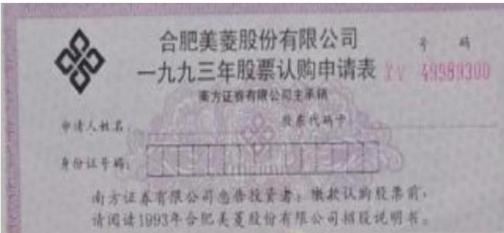 合肥美菱股份有限公司
号码
一九九三年股票认购申请表 XV 49989300
南方证券有限公司主承销
申请人姓名:
股东代码卡
身份证号码:
南方证券有限公司忠告投资者:缴款认购股票前,
请阅读1993年合肥美菱股份有限公司招股说明书。